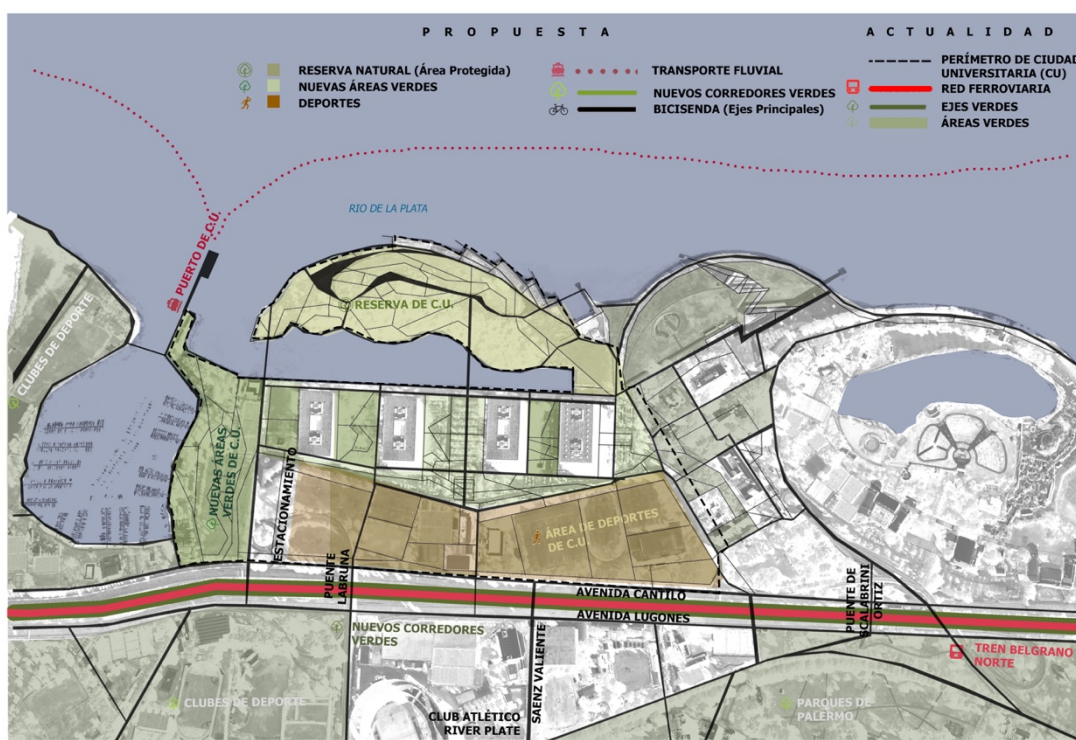 PROPUESTA
ACTUALIDAD
RESERVA NATURAL (Área Protegida)
NUEVAS ÁREAS VERDES
DEPORTES
TRANSPORTE FLUVIAL
NUEVOS CORREDORES VERDES
BICISENDA (Ejes Principales)
PERÍMETRO DE CIUDAD
UNIVERSITARIA (CU)
RED FERROVIARIA
EJES VERDES
ÁREAS VERDES
RIO DE LA PLATA
PUERTO DE C.U.
RESERVA DE C.U.
CLUBES DE DEPORTE
NUEVAS ÁREAS
VERDES DE C.U.
ESTACIONAMIENTO
ÁREA DE DEPORTES
DE C.U.
PUENTE
LABRUNA
AVENIDA CANTILO
AVENIDA LUGONES
PUENTE DE
SCALABRINI
ORTIZ
NUEVOS CORREDORES
VERDES
SAENZ VALIENTE
TREN BELGRANO
NORTE
CLUBES DE DEPORTE
CLUB ATLÉTICO
RIVER PLATE
PARQUES DE
PALERMO